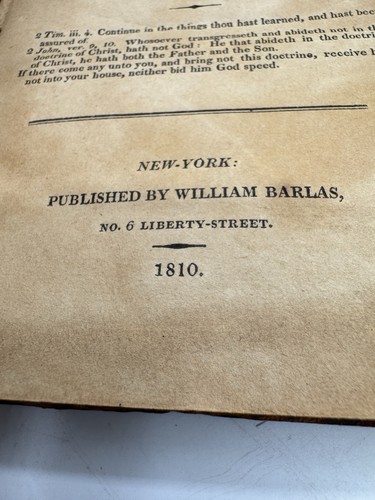 2 Tim. iii. 4. Continue in the things thou hast learned, and hast been
assured of.
2 John, ver. 9, 10. Whosoever transgresseth and abideth not in the
doctrine of Christ, hath not God: He that abideth in the doctrine
of Christ, he hath both the Father and the Son.
If there come any unto you, and bring not this doctrine, receive h
not into your house, neither bid him God speed.
NEW-YORK:
PUBLISHED BY WILLIAM BARLAS,
NO. 6 LIBERTY-STREET.
1810.